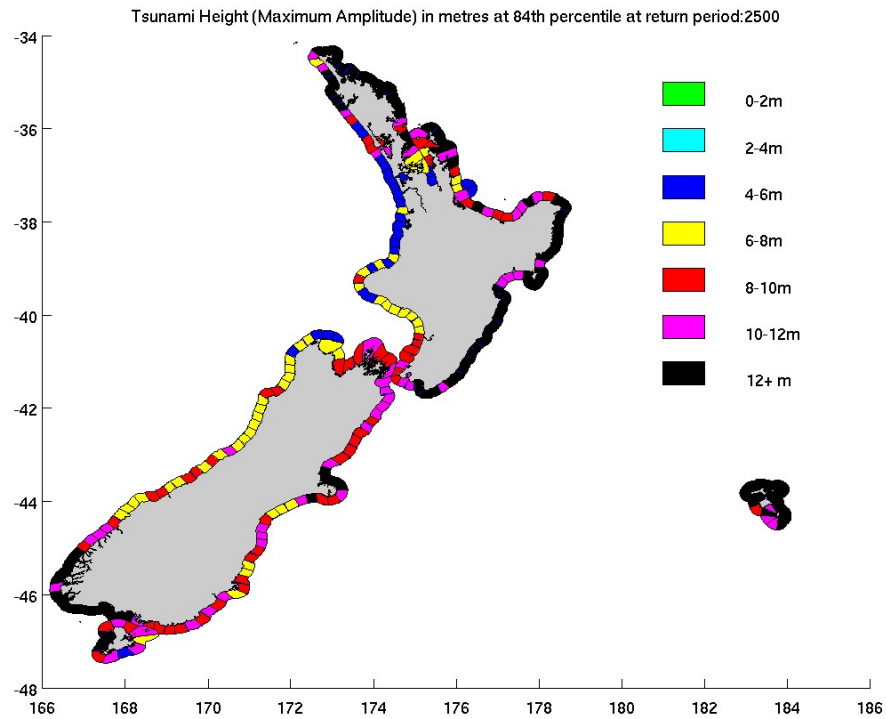 Tsunami Height (Maximum Amplitude) in metres at 84th percentile at return period:2500
-34
-36
-38
-40
-42
-44
-46
-48
0-2m
2-4m
4-6m
6-8m
8-10m
10-12m
12+ m
166 168 170 172 174 176 178 180 182 184 186